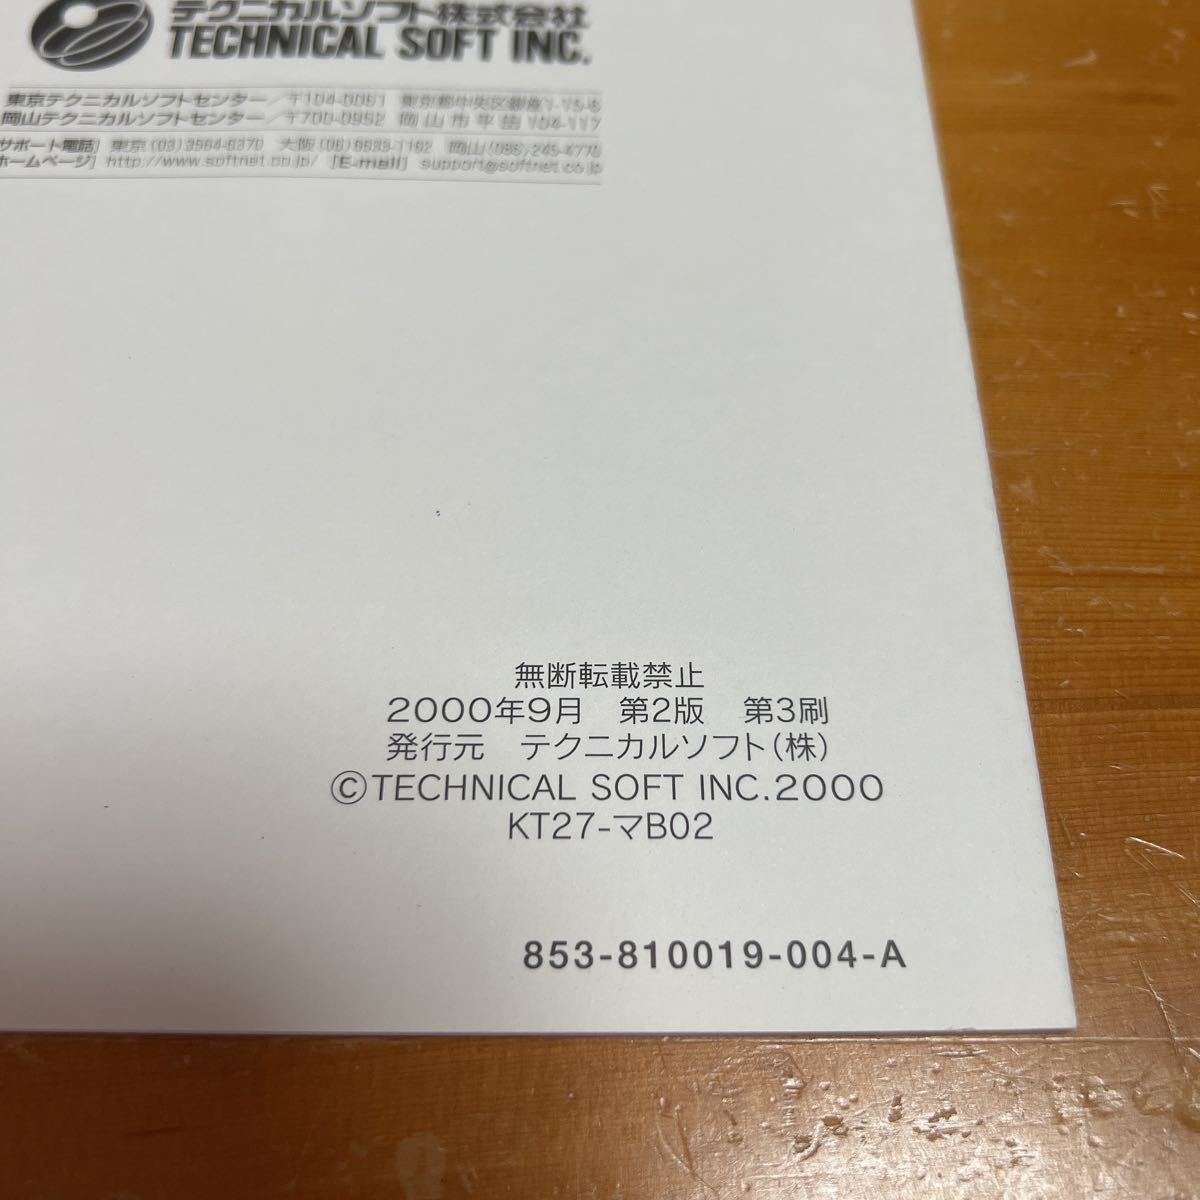 テクニカルソフト株式会社
TECHNICAL SOFT INC.
東京テクニカルソフトセンター/〒104-0061 東京都中央区銀座1-15-6
岡山テクニカルソフトセンター/〒700-0952 岡山市平田104-117
サポート電話] 東京(03)3564-6370 大阪(06)6533-1162 岡山(086)245-4770
ホームページ] http://www.softnet.co.jp/ [E-mail] support@softnet.co.jp
無断転載禁止
2000年9月 第2版 第3刷
発行元 テクニカルソフト(株)
©TECHNICAL SOFT INC.2000
KT27-マB02
853-810019-004-A